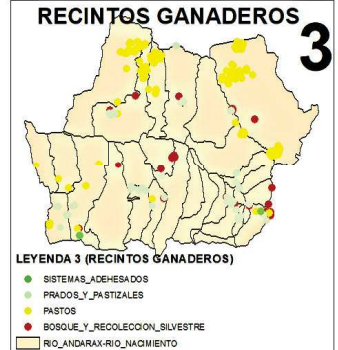 RECINTOS GANADEROS
3
LEYENDA 3 (RECINTOS GANADEROS)
SISTEMAS_ADEHESADOS
PRADOS_Y_PASTIZALES
PASTOS
BOSQUE_Y_RECOLECCION_SILVESTRE
RIO_ANDARAX-RIO_NACIMIENTO